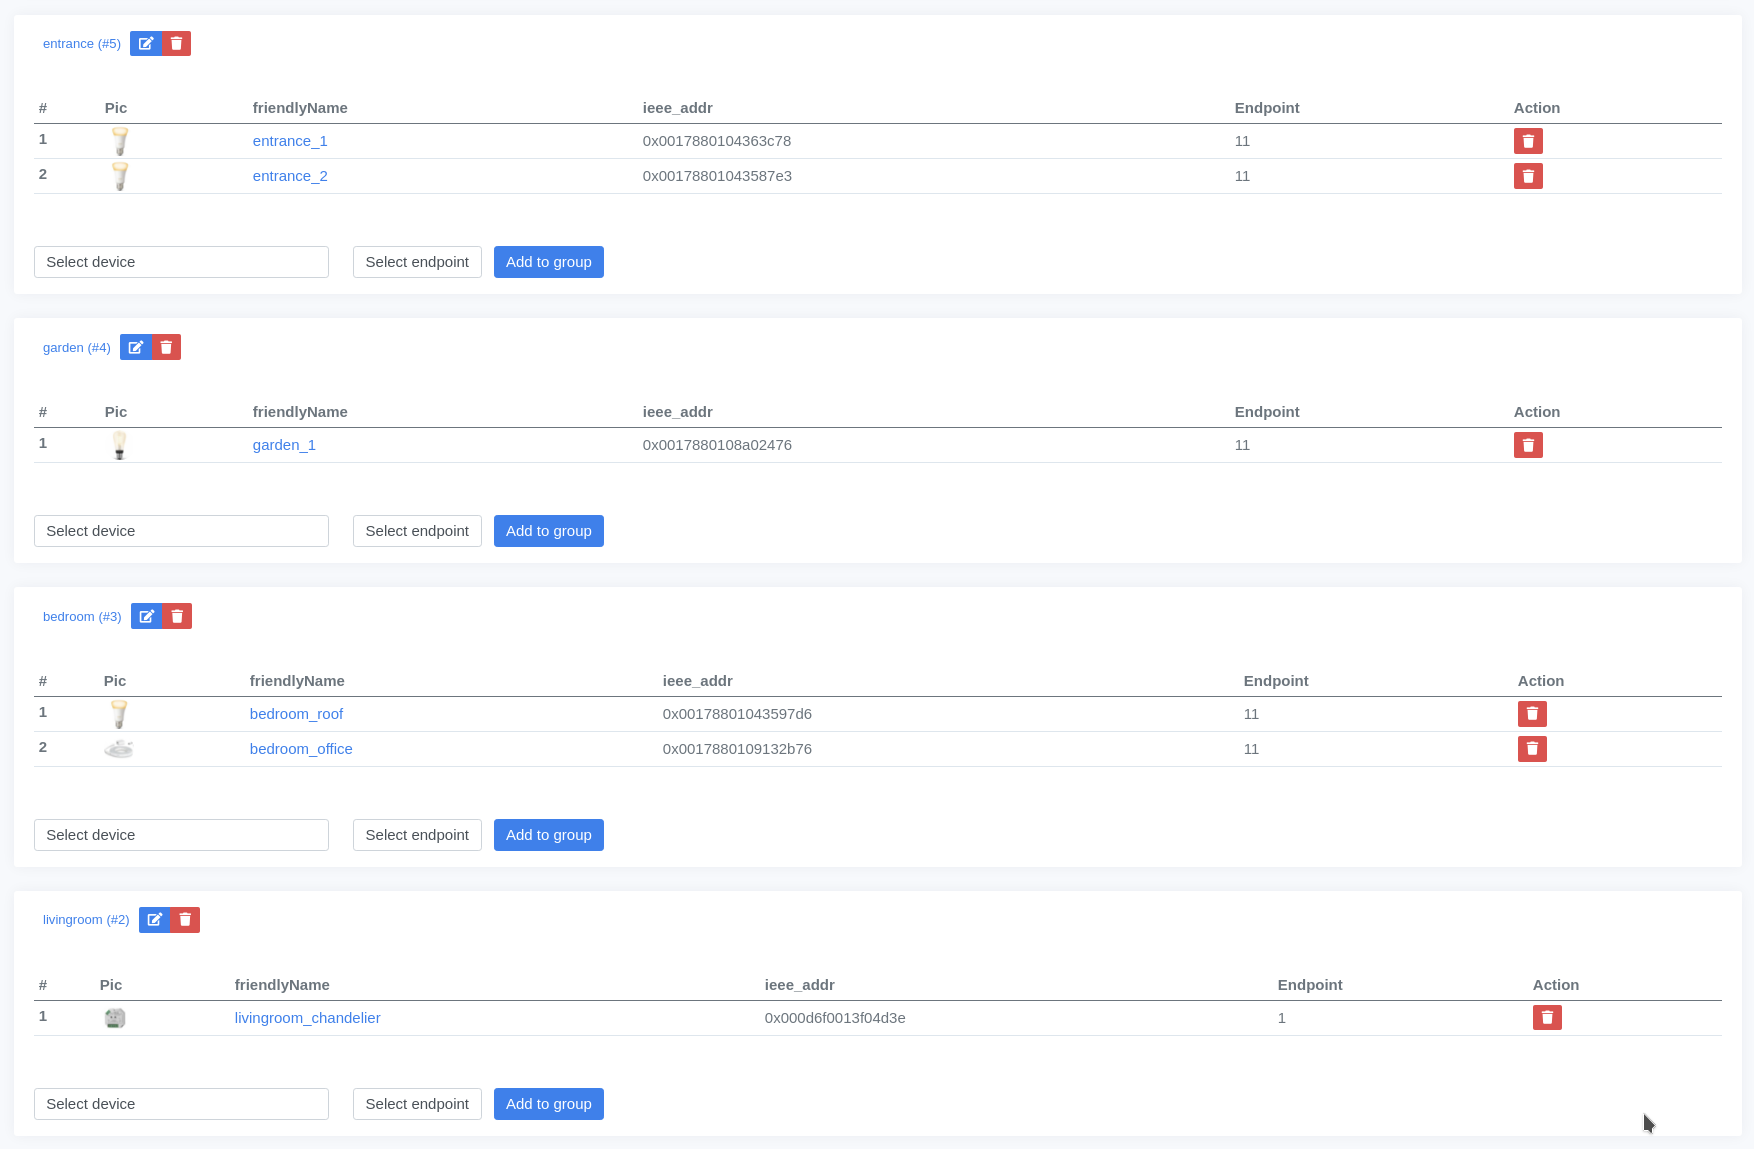 entrance (#5)
# Pic friendlyName ieee_addr Endpoint Action
1 entrance_1 0x0017880104363c78 11
2 entrance_2 0x00178801043587e3 11
Select device Select endpoint Add to group
garden (#4)
# Pic friendlyName ieee_addr Endpoint Action
1 garden_1 0x0017880108a02476 11
Select device Select endpoint Add to group
bedroom (#3)
# Pic friendlyName ieee_addr Endpoint Action
1 bedroom_roof 0x00178801043597d6 11
2 bedroom_office 0x0017880109132b76 11
Select device Select endpoint Add to group
livingroom (#2)
# Pic friendlyName ieee_addr Endpoint Action
1 livingroom_chandelier 0x000d6f0013f04d3e 1
Select device Select endpoint Add to group